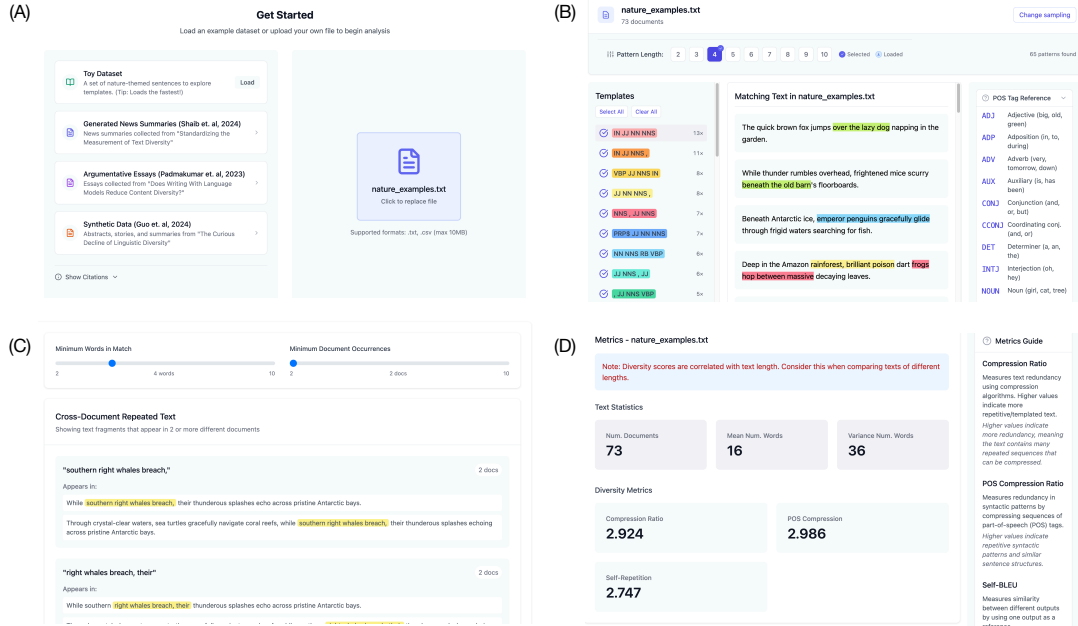 (A)
Get Started
Load an example dataset or upload your own file to begin analysis
Toy Dataset
A set of nature-themed sentences to explore
templates. (Tip: Loads the fastest!)
Load
Generated News Summaries (Shaib et. al, 2024)
News summaries collected from "Standardizing the
Measurement of Text Diversity"
Argumentative Essays (Padmakumar et. al, 2023)
Essays collected from "Does Writing With Language
Models Reduce Content Diversity?"
Synthetic Data (Guo et. al, 2024)
Abstracts, stories, and summaries from "The Curious
Decline of Linguistic Diversity"
Show Citations
nature_examples.txt
Click to replace file
Supported formats: .txt, .csv (max 10MB)
(B)
nature_examples.txt
73 documents
Change sampling
Pattern Length: 2 3 4 5 6 7 8 9 10 Selected Loaded
65 patterns found
Templates
Select All Clear All
IN JJ NN NNS 13×
IN JJ NNS , 11×
VBP JJ NNS IN 8×
JJ NN NNS , 8×
NNS , JJ NNS 7×
PRP$ JJ NN NNS 7×
NN NNS RB VBP 6×
JJ NNS , JJ 6×
, JJ NNS VBP 5×
Matching Text in nature_examples.txt
The quick brown fox jumps over the lazy dog napping in the
garden.
While thunder rumbles overhead, frightened mice scurry
beneath the old barn's floorboards.
Beneath Antarctic ice, emperor penguins gracefully glide
through frigid waters searching for fish.
Deep in the Amazon rainforest, brilliant poison dart frogs
hop between massive decaying leaves.
POS Tag Reference
ADJ Adjective (big, old,
green)
ADP Adposition (in, to,
during)
ADV Adverb (very,
tomorrow, down)
AUX Auxiliary (is, has
been)
CONJ Conjunction (and,
or, but)
CCONJ Coordinating conj.
(and, or)
DET Determiner (a, an,
the)
INTJ Interjection (oh,
hey)
NOUN Noun (girl, cat, tree)
(C)
Minimum Words in Match
2 4 words 10
Minimum Document Occurrences
2 2 docs 10
Cross-Document Repeated Text
Showing text fragments that appear in 2 or more different documents
"southern right whales breach," 2 docs
Appears in:
While southern right whales breach, their thunderous splashes echo across pristine Antarctic bays.
Through crystal-clear waters, sea turtles gracefully navigate coral reefs, while southern right whales breach, their thunderous splashes echoing
across pristine Antarctic bays.
"right whales breach, their" 2 docs
Appears in:
While southern right whales breach, their thunderous splashes echo across pristine Antarctic bays.
(D)
Metrics - nature_examples.txt
Note: Diversity scores are correlated with text length. Consider this when comparing texts of different
lengths.
Text Statistics
Num. Documents
73
Mean Num. Words
16
Variance Num. Words
36
Diversity Metrics
Compression Ratio
2.924
POS Compression
2.986
Self-Repetition
2.747
Metrics Guide
Compression Ratio
Measures text redundancy
using compression
algorithms. Higher values
indicate more
repetitive/templated text.
Higher values indicate
more redundancy, meaning
the text contains many
repeated sequences that
can be compressed.
POS Compression Ratio
Measures redundancy in
syntactic patterns by
compressing sequences of
part-of-speech (POS) tags.
Higher values indicate
repetitive syntactic
patterns and similar
sentence structures.
Self-BLEU
Measures similarity
between different outputs
by using one output as a